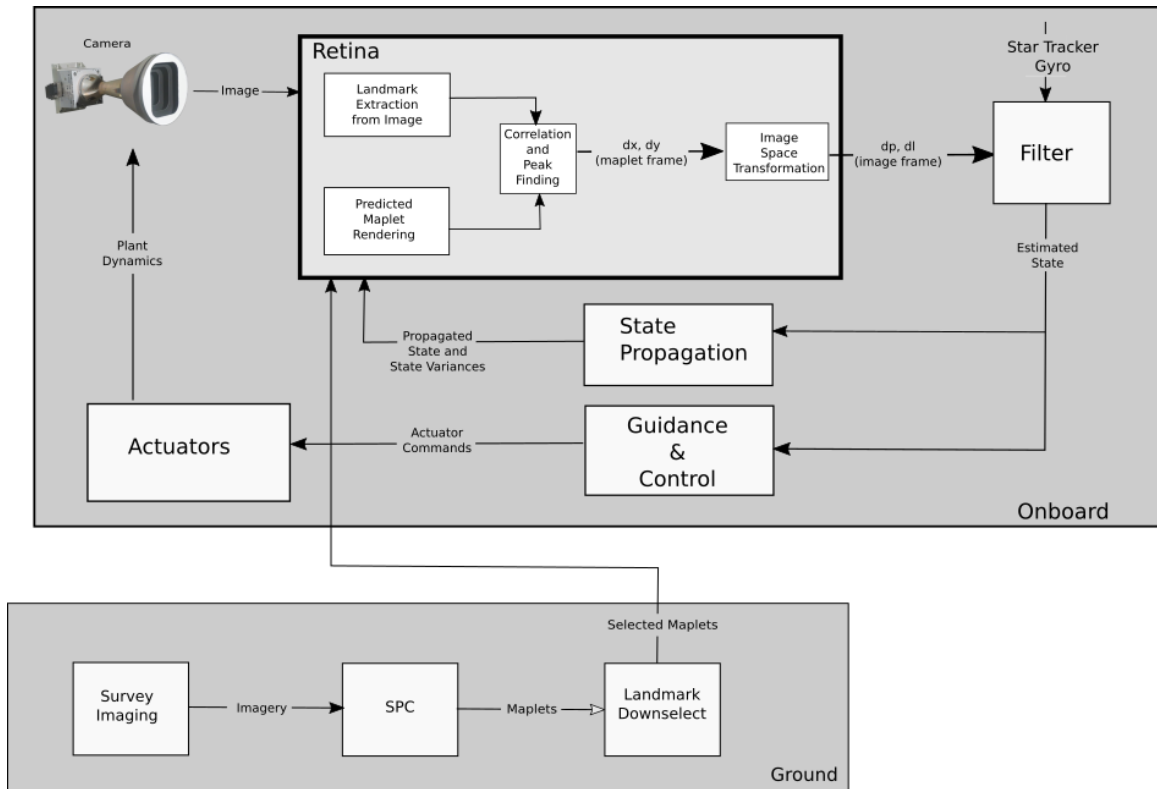 Camera
Image
Retina
Landmark
Extraction
from Image
Predicted
Maplet
Rendering
Correlation
and
Peak
Finding
dx, dy
(maplet frame)
Image
Space
Transformation
dp, dl
(image frame)
Star Tracker
Gyro
Filter
Estimated
State
Plant
Dynamics
Propagated
State and
State Variances
State
Propagation
Actuators
Actuator
Commands
Guidance
&
Control
Onboard
Selected Maplets
Survey
Imaging
Imagery
SPC
Maplets
Landmark
Downselect
Ground